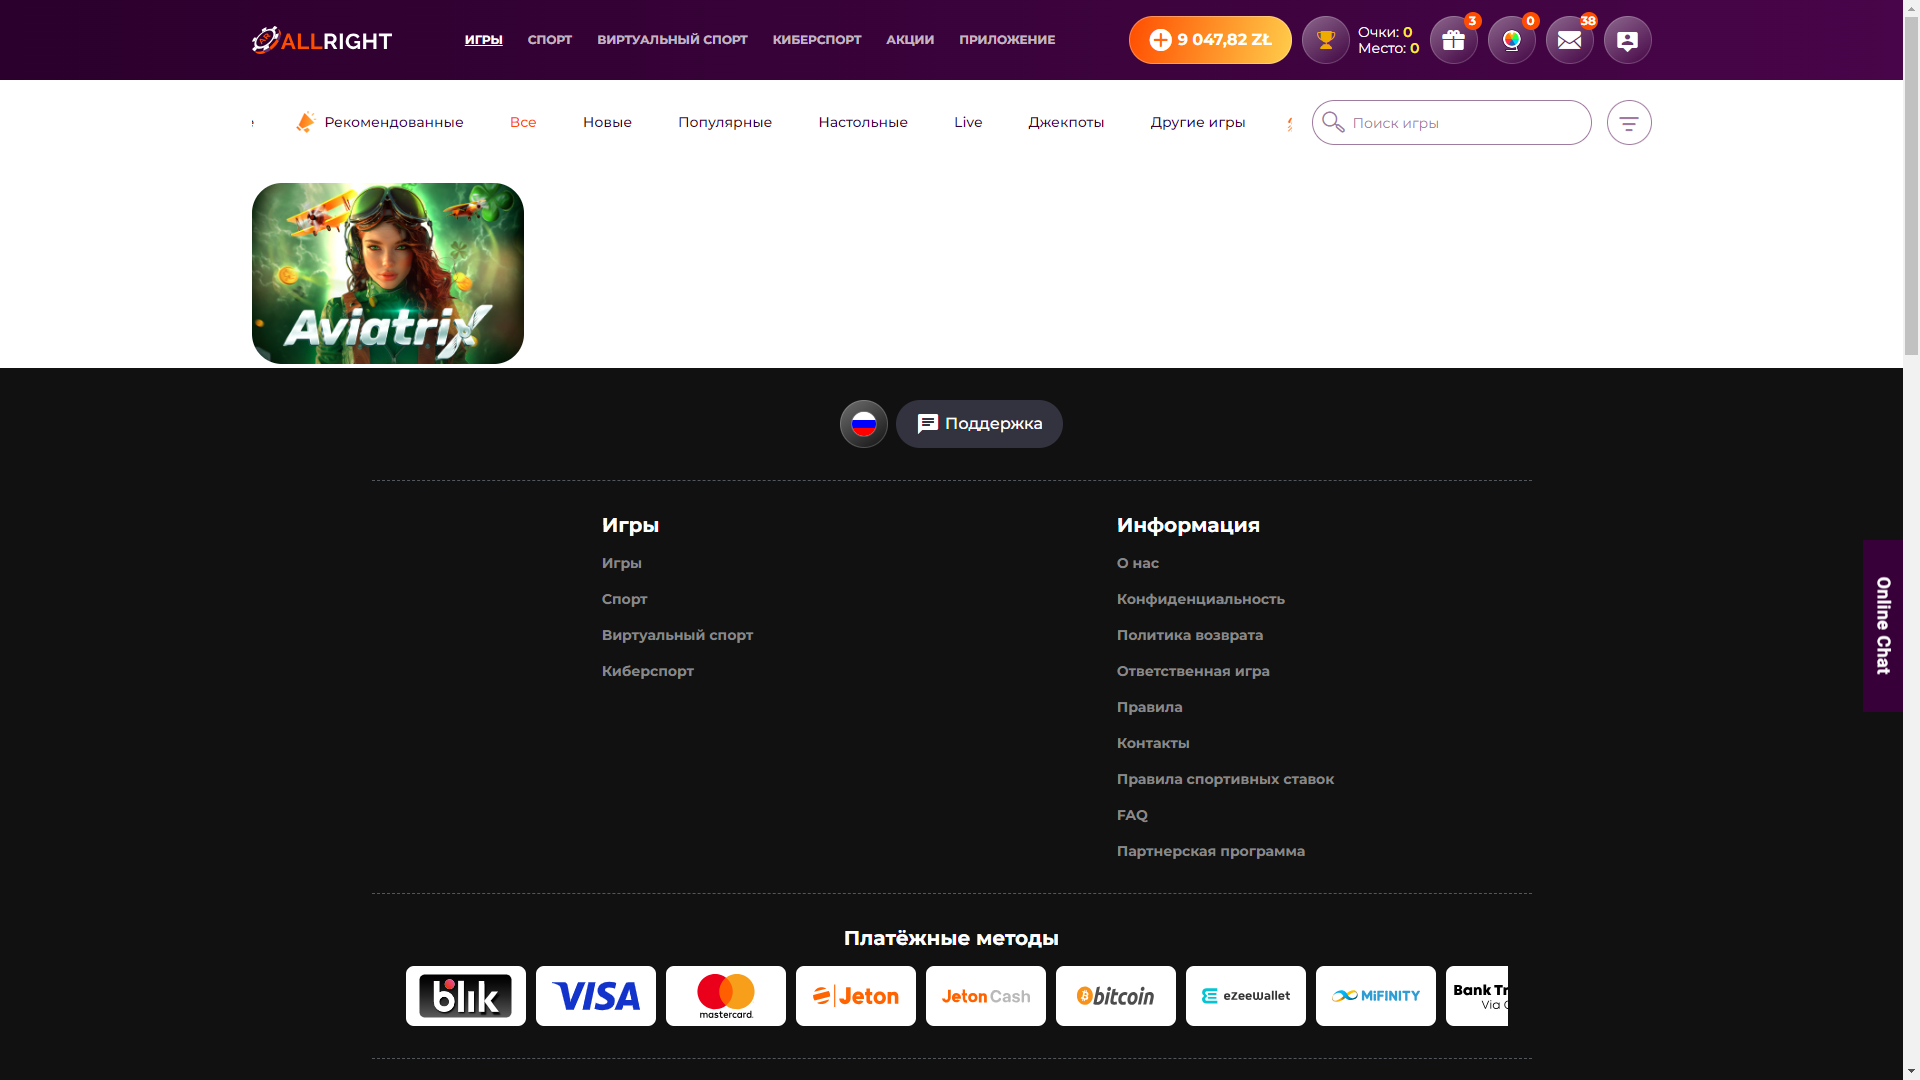 ALLRIGHT
ИГРЫ
СПОРТ
ВИРТУАЛЬНЫЙ СПОРТ
КИБЕРСПОРТ
АКЦИИ
ПРИЛОЖЕНИЕ
9 047,82 ZŁ
Очки: 0
Место: 0
3
0
38
Рекомендованные
Все
Новые
Популярные
Настольные
Live
Джекпоты
Другие игры
Поиск игры
Aviatrix
Поддержка
Игры
Игры
Спорт
Виртуальный спорт
Киберспорт
Информация
О нас
Конфиденциальность
Политика возврата
Ответственная игра
Правила
Контакты
Правила спортивных ставок
FAQ
Партнерская программа
Online Chat
Платёжные методы
blik
VISA
mastercard.
Jeton
JetonCash
bitcoin
eZeeWallet
MiFINITY
Bank
Via